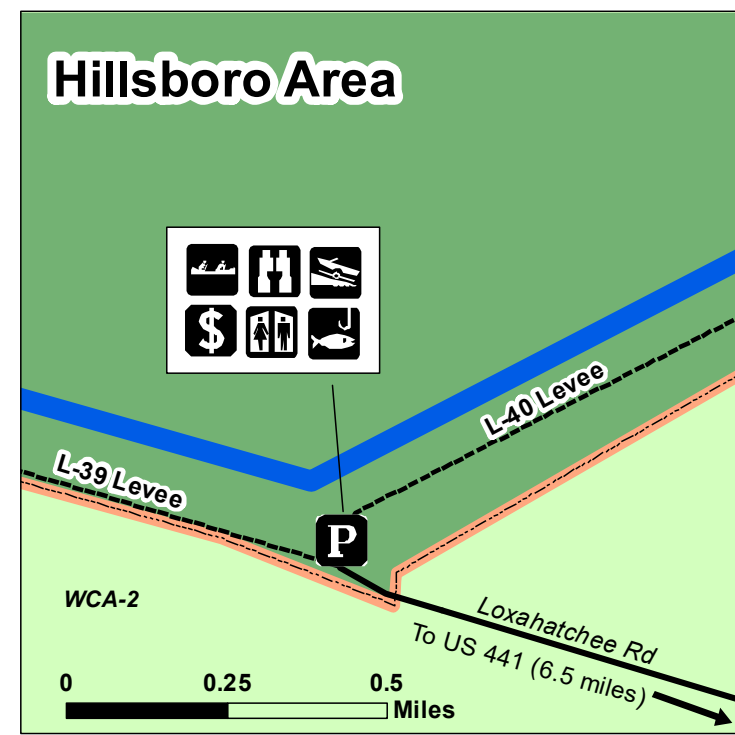 Hillsboro Area
$
L-40 Levee
L-39 Levee
P
WCA-2
Loxahatchee Rd
To US 441 (6.5 miles)
0 0.25 0.5
Miles